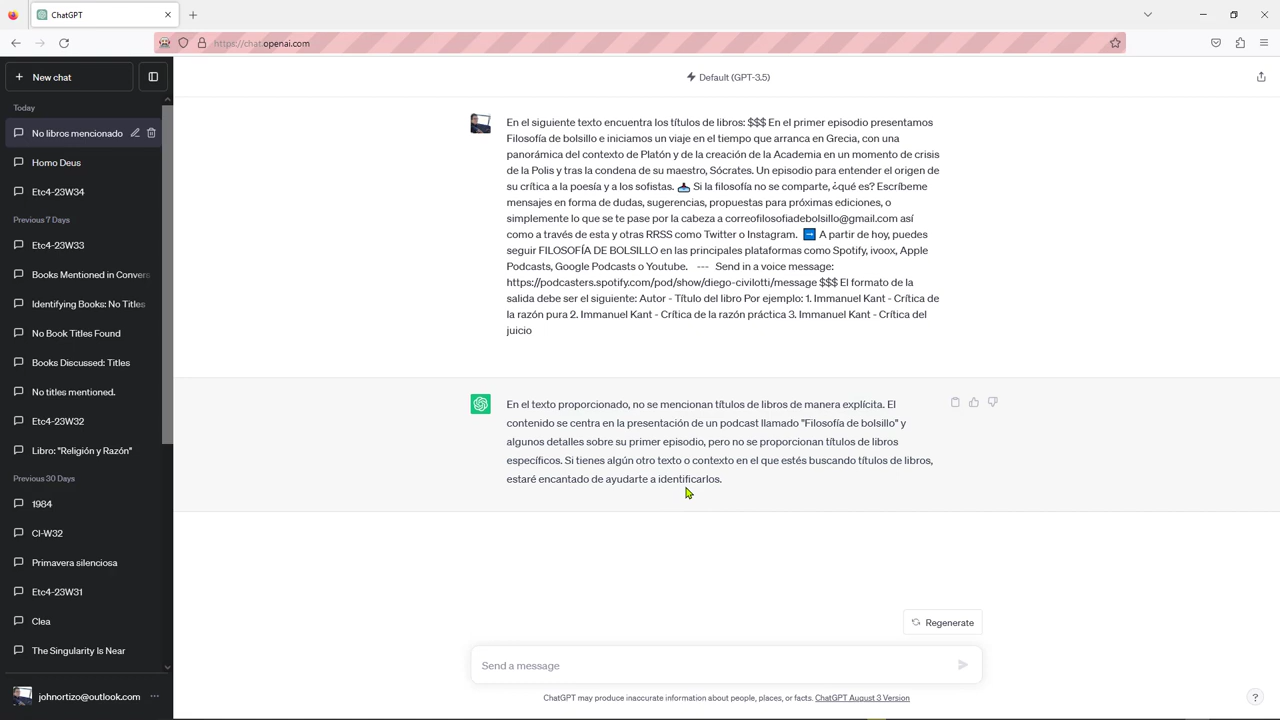 ChatGPT
https://chat.openai.com
New chat
Default (GPT-3.5)
Today
No libros mencionado
Homo Deus
Etc4-23W34
Previous 7 Days
Etc4-23W33
Books Mentioned in Convers
Identifying Books: No Titles
No Book Titles Found
Books Discussed: Titles
No titles mentioned.
Etc4-23W32
Libro: "Religión y Razón"
Previous 30 Days
1984
CI-W32
Primavera silenciosa
Etc4-23W31
Clea
The Singularity Is Near
johnortizo@outlook.com
En el siguiente texto encuentra los títulos de libros: $$$ En el primer episodio presentamos
Filosofía de bolsillo e iniciamos un viaje en el tiempo que arranca en Grecia, con una
panorámica del contexto de Platón y de la creación de la Academia en un momento de crisis
de la Polis y tras la condena de su maestro, Sócrates. Un episodio para entender el origen de
su crítica a la poesía y a los sofistas. 📥 Si la filosofía no se comparte, ¿qué es? Escríbeme
mensajes en forma de dudas, sugerencias, propuestas para próximas ediciones, o
simplemente lo que se te pase por la cabeza a correofilosofiadebolsillo@gmail.com así
como a través de esta y otras RRSS como Twitter o Instagram. ➡️ A partir de hoy, puedes
seguir FILOSOFÍA DE BOLSILLO en las principales plataformas como Spotify, ivoox, Apple
Podcasts, Google Podcasts o Youtube. --- Send in a voice message:
https://podcasters.spotify.com/pod/show/diego-civilotti/message $$$ El formato de la
salida debe ser el siguiente: Autor - Título del libro Por ejemplo: 1. Immanuel Kant - Crítica de
la razón pura 2. Immanuel Kant - Crítica de la razón práctica 3. Immanuel Kant - Crítica del
juicio
En el texto proporcionado, no se mencionan títulos de libros de manera explícita. El
contenido se centra en la presentación de un podcast llamado "Filosofía de bolsillo" y
algunos detalles sobre su primer episodio, pero no se proporcionan títulos de libros
específicos. Si tienes algún otro texto o contexto en el que estés buscando títulos de libros,
estaré encantado de ayudarte a identificarlos.
Regenerate
Send a message
ChatGPT may produce inaccurate information about people, places, or facts. ChatGPT August 3 Version
?